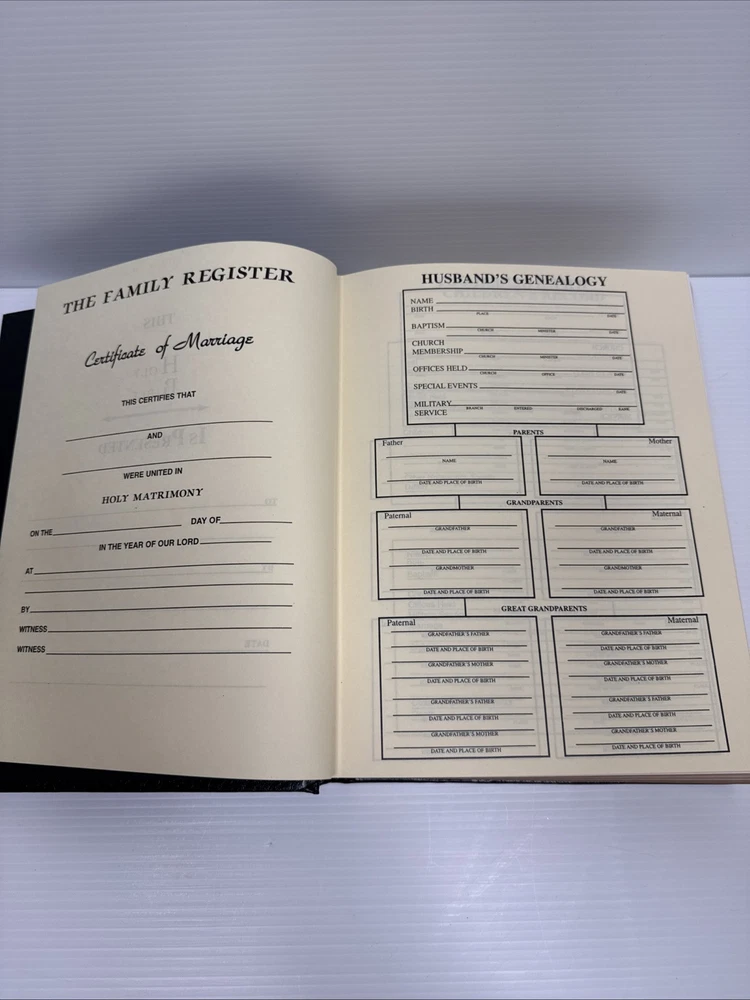 THE FAMILY REGISTER
Certificate of Marriage
THIS CERTIFIES THAT
AND
WERE UNITED IN
HOLY MATRIMONY
ON THE DAY OF
IN THE YEAR OF OUR LORD
AT
BY
WITNESS
WITNESS
HUSBAND'S GENEALOGY
NAME
BIRTH
PLACE DATE
BAPTISM
CHURCH MINISTER DATE
CHURCH
MEMBERSHIP
CHURCH MINISTER DATE
OFFICES HELD
CHURCH OFFICE DATE
SPECIAL EVENTS
DATE
MILITARY
SERVICE BRANCH ENTERED DISCHARGED RANK
PARENTS
Father Mother
NAME NAME
DATE AND PLACE OF BIRTH DATE AND PLACE OF BIRTH
GRANDPARENTS
Paternal Maternal
GRANDFATHER GRANDFATHER
DATE AND PLACE OF BIRTH DATE AND PLACE OF BIRTH
GRANDMOTHER GRANDMOTHER
DATE AND PLACE OF BIRTH DATE AND PLACE OF BIRTH
GREAT GRANDPARENTS
Paternal Maternal
GRANDFATHER'S FATHER GRANDFATHER'S FATHER
DATE AND PLACE OF BIRTH DATE AND PLACE OF BIRTH
GRANDFATHER'S MOTHER GRANDFATHER'S MOTHER
DATE AND PLACE OF BIRTH DATE AND PLACE OF BIRTH
GRANDFATHER'S FATHER GRANDFATHER'S FATHER
DATE AND PLACE OF BIRTH DATE AND PLACE OF BIRTH
GRANDFATHER'S MOTHER GRANDFATHER'S MOTHER
DATE AND PLACE OF BIRTH DATE AND PLACE OF BIRTH